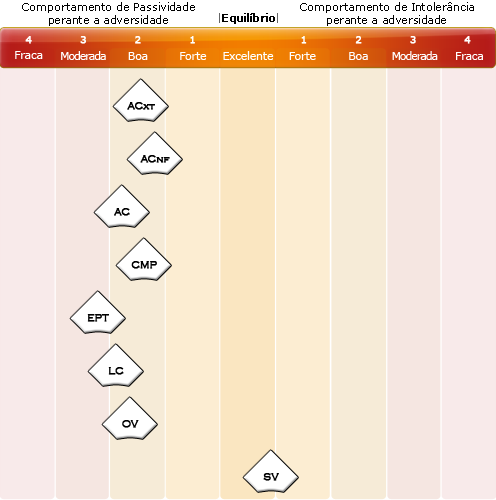 Comportamento de Passividade
perante a adversidade
|Equilíbrio|
Comportamento de Intolerância
perante a adversidade
4 3 2 1 1 2 3 4
Fraca Moderada Boa Forte Excelente Forte Boa Moderada Fraca
ACXT
ACNF
AC
CMP
EPT
LC
OV
SV